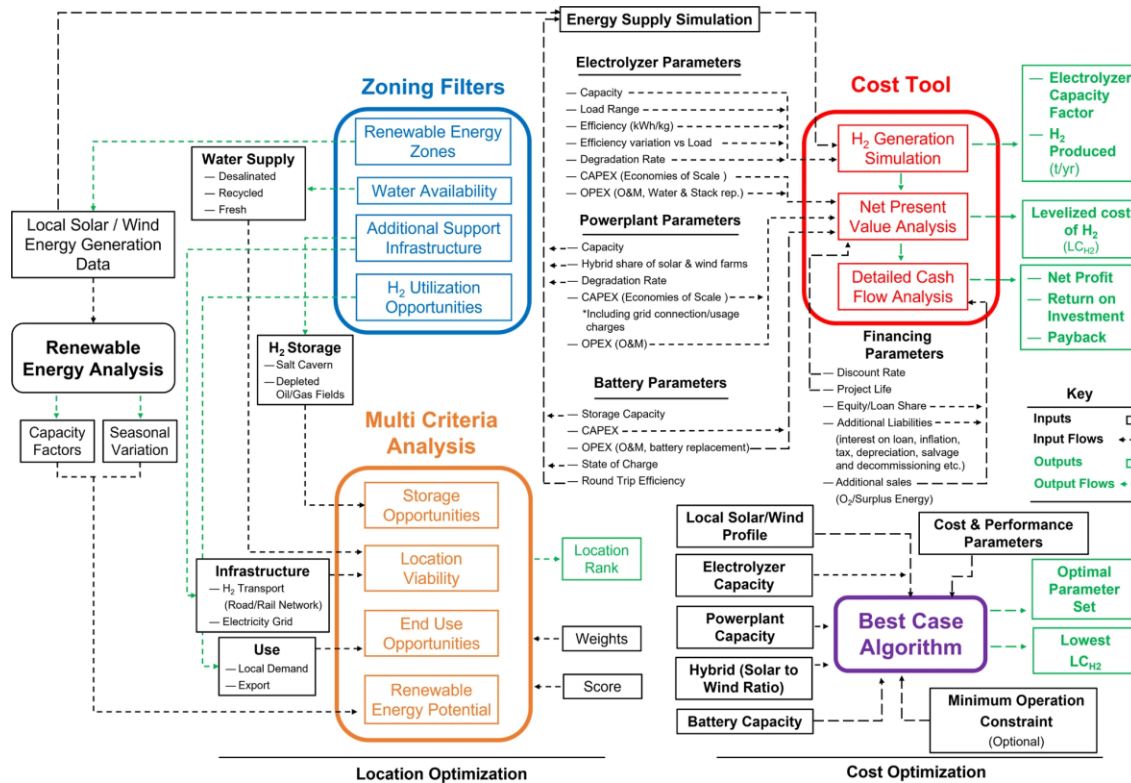 Energy Supply Simulation
Zoning Filters
Renewable Energy
Zones
Water Availability
Additional Support
Infrastructure
H₂ Utilization
Opportunities
Water Supply
— Desalinated
— Recycled
— Fresh
Local Solar / Wind
Energy Generation
Data
Renewable
Energy Analysis
Capacity
Factors
Seasonal
Variation
H₂ Storage
— Salt Cavern
— Depleted
Oil/Gas Fields
Infrastructure
— H₂ Transport
(Road/Rail Network)
— Electricity Grid
Use
— Local Demand
— Export
Multi Criteria
Analysis
Storage
Opportunities
Location
Viability
End Use
Opportunities
Renewable
Energy Potential
Location
Rank
Weights
Score
Location Optimization
Electrolyzer Parameters
— Capacity
— Load Range
— Efficiency (kWh/kg)
— Efficiency variation vs Load
— Degradation Rate
— CAPEX (Economies of Scale )
— OPEX (O&M, Water & Stack rep.)
Powerplant Parameters
— Capacity
— Hybrid share of solar & wind farms
— Degradation Rate
— CAPEX (Economies of Scale )
*Including grid connection/usage
charges
— OPEX (O&M)
Battery Parameters
— Storage Capacity
— CAPEX
— OPEX (O&M, battery replacement)
— State of Charge
— Round Trip Efficiency
Cost Tool
H₂ Generation
Simulation
Net Present
Value Analysis
Detailed Cash
Flow Analysis
— Electrolyzer
Capacity
Factor
— H₂
Produced
(t/yr)
Levelized cost
of H₂
(LC_H2)
— Net Profit
— Return on
Investment
— Payback
Financing
Parameters
— Discount Rate
— Project Life
— Equity/Loan Share
— Additional Liabilities
(interest on loan, inflation,
tax, depreciation, salvage
and decommissioning etc.)
— Additional sales
(O₂/Surplus Energy)
Key
Inputs
Input Flows
Outputs
Output Flows
Local Solar/Wind
Profile
Electrolyzer
Capacity
Powerplant
Capacity
Hybrid (Solar to
Wind Ratio)
Battery Capacity
Cost & Performance
Parameters
Best Case
Algorithm
Optimal
Parameter
Set
Lowest
LC_H2
Minimum Operation
Constraint
(Optional)
Cost Optimization